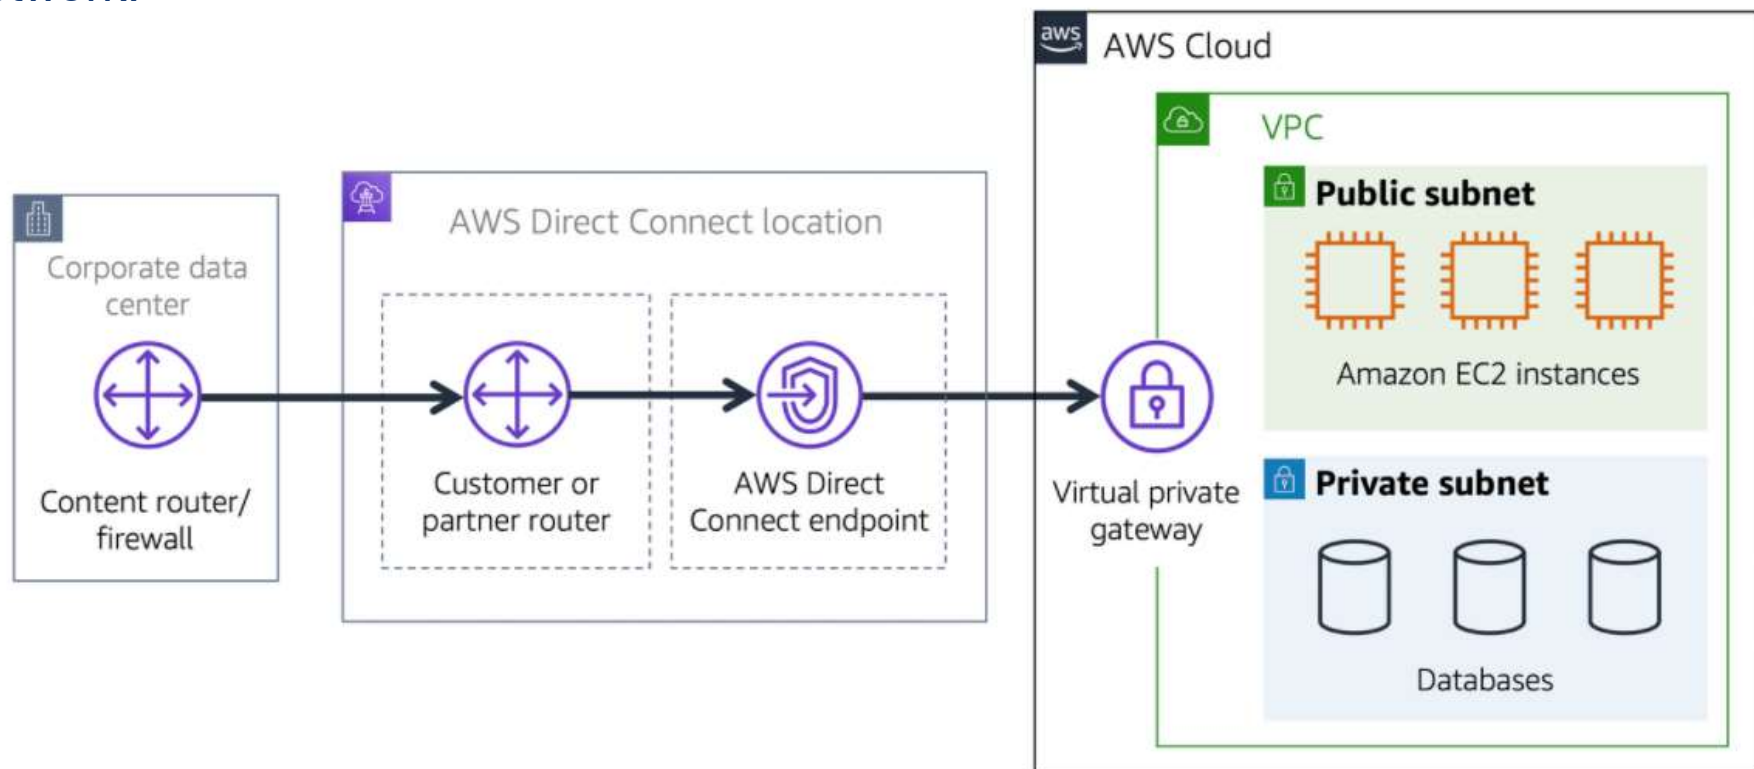 aws
AWS Cloud
VPC
Public subnet
Amazon EC2 instances
Private subnet
Databases
Virtual private
gateway
AWS Direct Connect location
Customer or
partner router
AWS Direct
Connect endpoint
Corporate data
center
Content router/
firewall